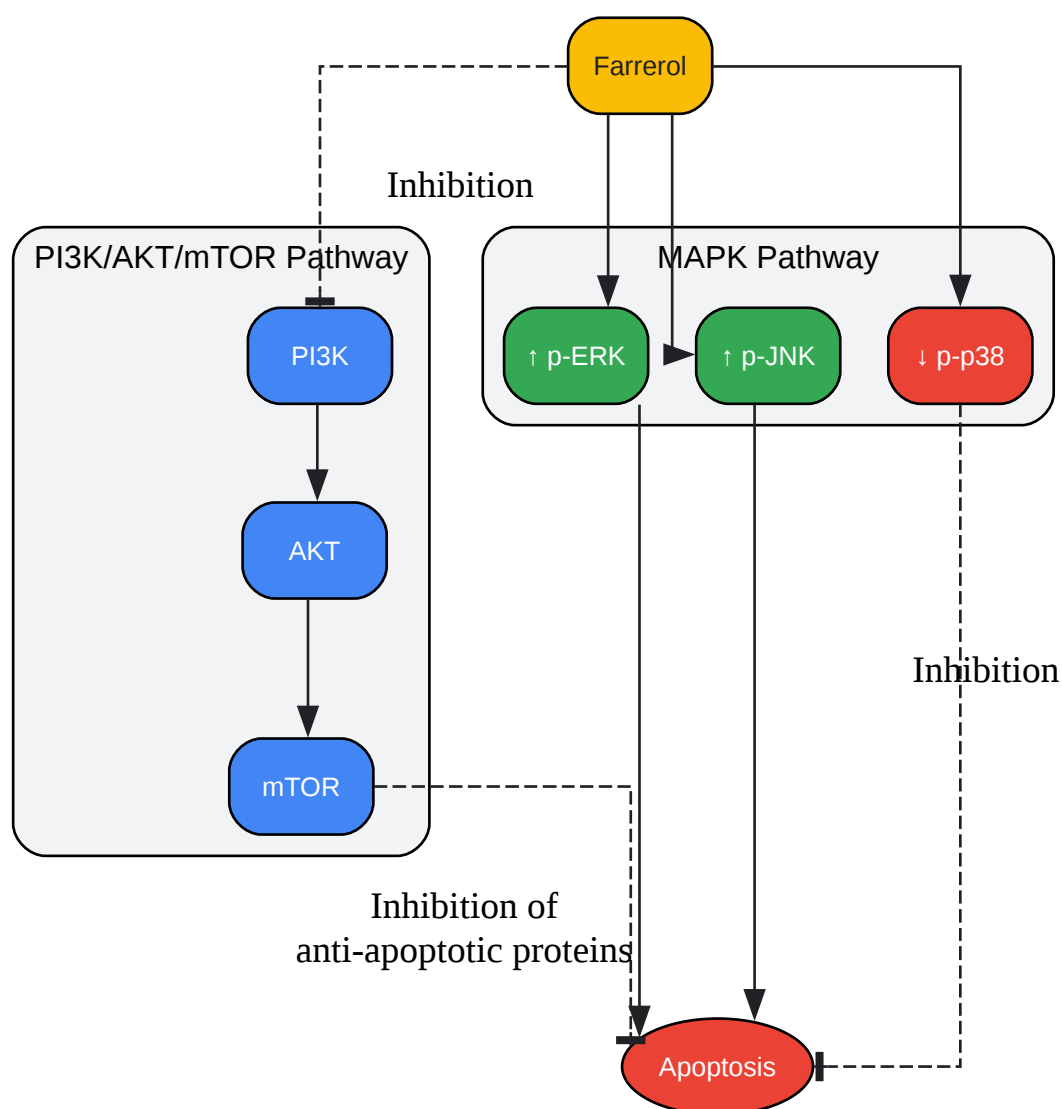 Farrerol
Inhibition
PI3K/AKT/mTOR Pathway
MAPK Pathway
PI3K
↑ p-ERK
↑ p-JNK
↓ p-p38
AKT
Inhibition
mTOR
Inhibition of
anti-apoptotic proteins
Apoptosis